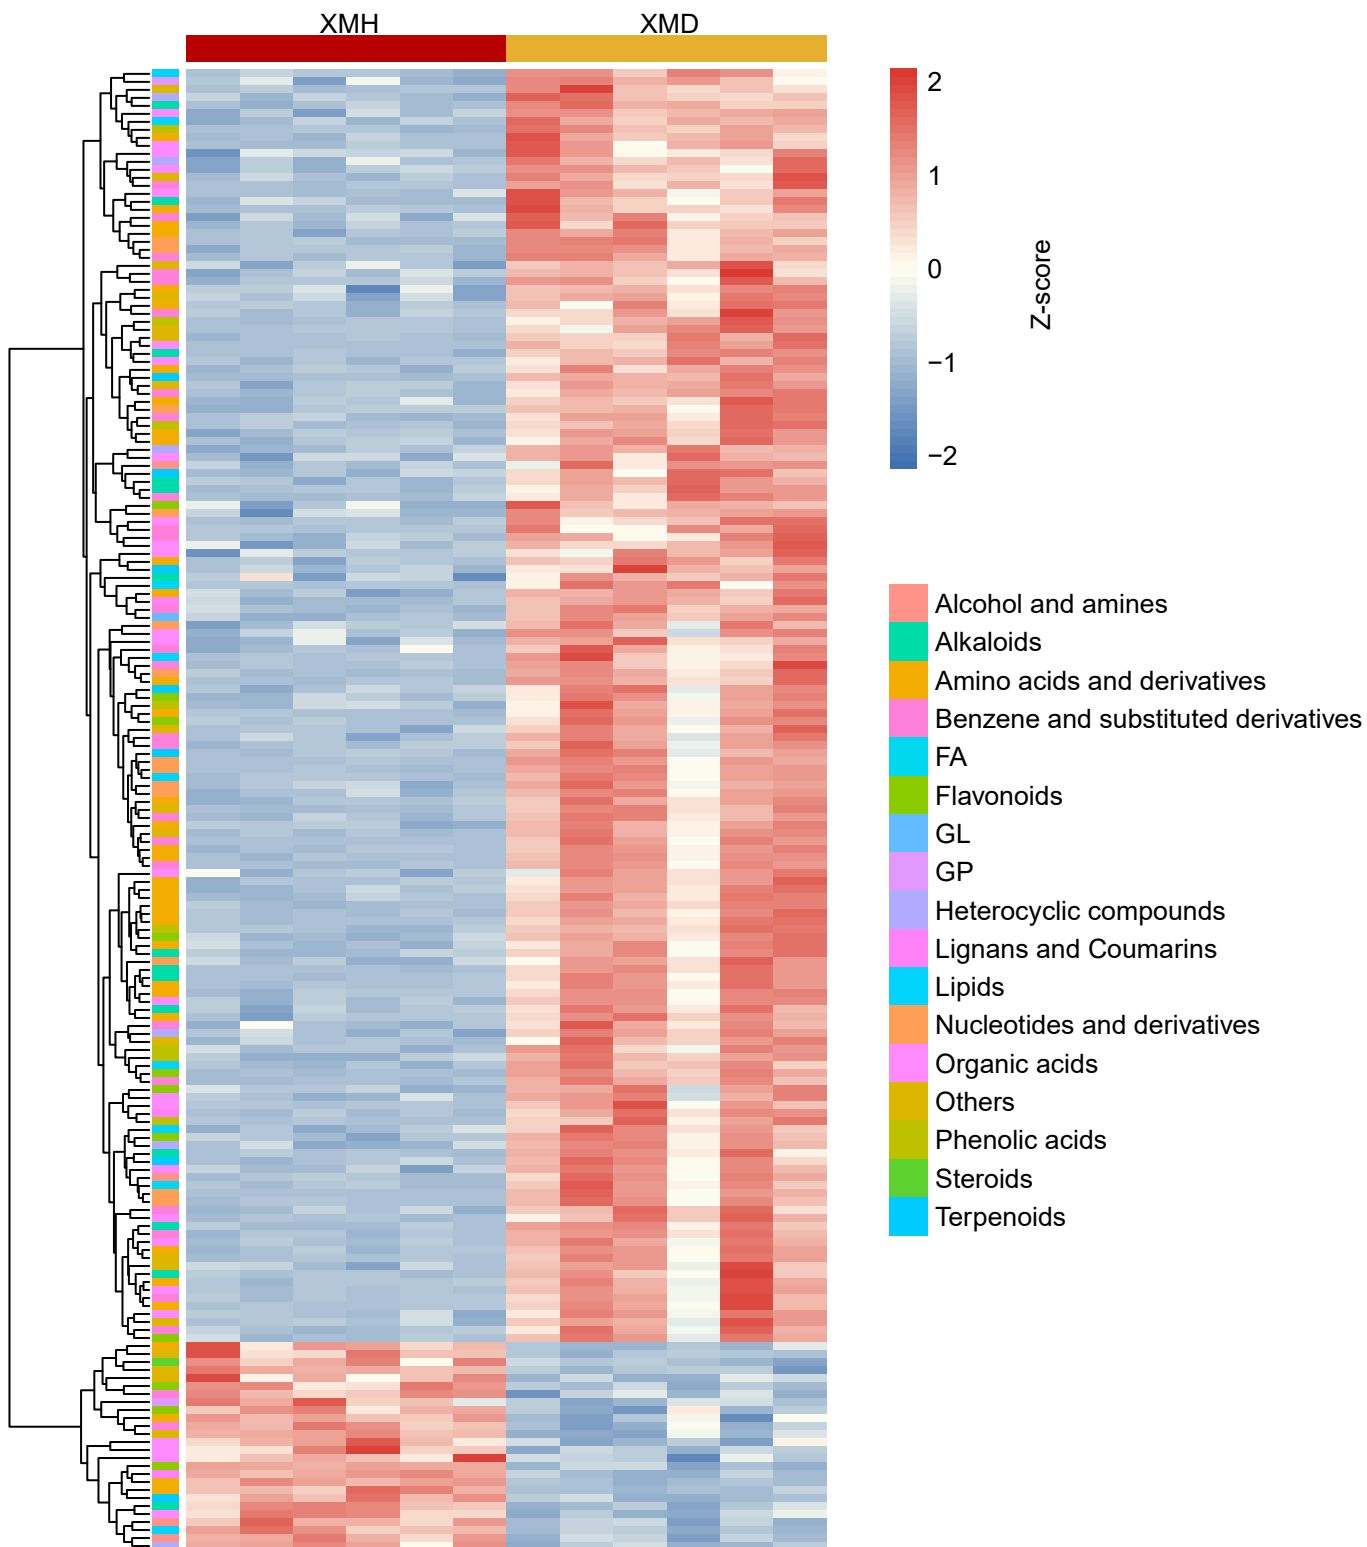 XMH XMD
2
1
0
−1
−2
Z-score
Alcohol and amines
Alkaloids
Amino acids and derivatives
Benzene and substituted derivatives
FA
Flavonoids
GL
GP
Heterocyclic compounds
Lignans and Coumarins
Lipids
Nucleotides and derivatives
Organic acids
Others
Phenolic acids
Steroids
Terpenoids